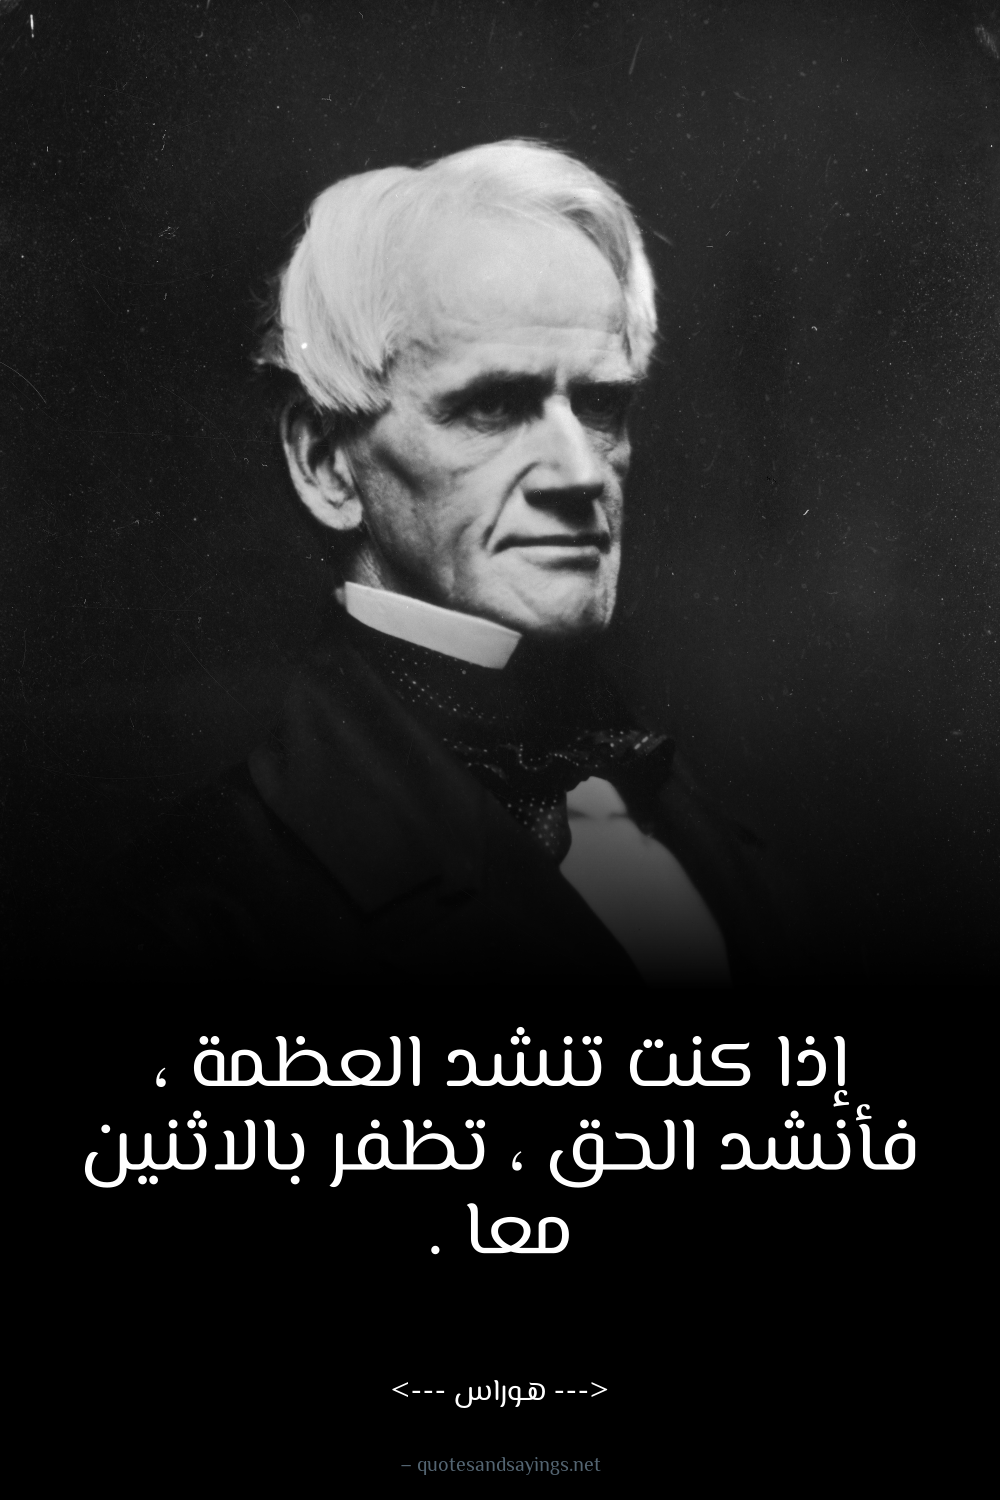 إذا كنت تنشد العظمة ،
فأنشد الحق ، تظفر بالاثنين
معا .
<--- هوراس --->
– quotesandsayings.net